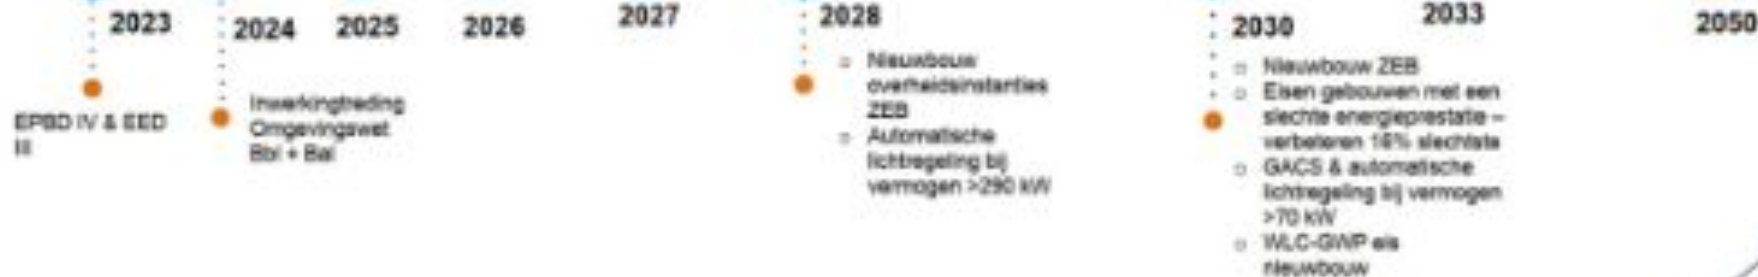 2023
2024
2025
2026
2027
2028
2030
2033
2050
EPBD IV & EED
III
Inwerkingtreding
Omgevingswet
Bbl + Bal
Nieuwbouw
overheidsinstanties
ZEB
Automatische
lichtregeling bij
vermogen >290 kW
Nieuwbouw ZEB
Eisen gebouwen met een
slechte energieprestatie –
verbeteren 16% slechtste
GACS & automatische
lichtregeling bij vermogen
>70 kW
WLC-GWP eis
nieuwbouw